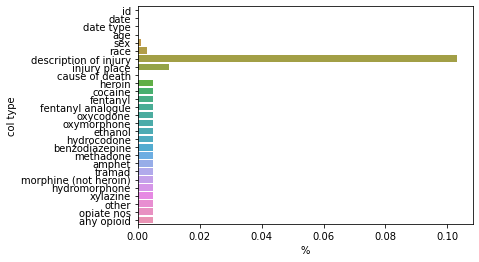 id
date
date type
age
sex
race
description of injury
injury place
cause of death
heroin
cocaine
fentanyl
fentanyl analogue
oxycodone
oxymorphone
ethanol
hydrocodone
benzodiazepine
methadone
amphet
tramad
morphine (not heroin)
hydromorphone
xylazine
other
opiate nos
any opioid
col type
0.00 0.02 0.04 0.06 0.08 0.10
%